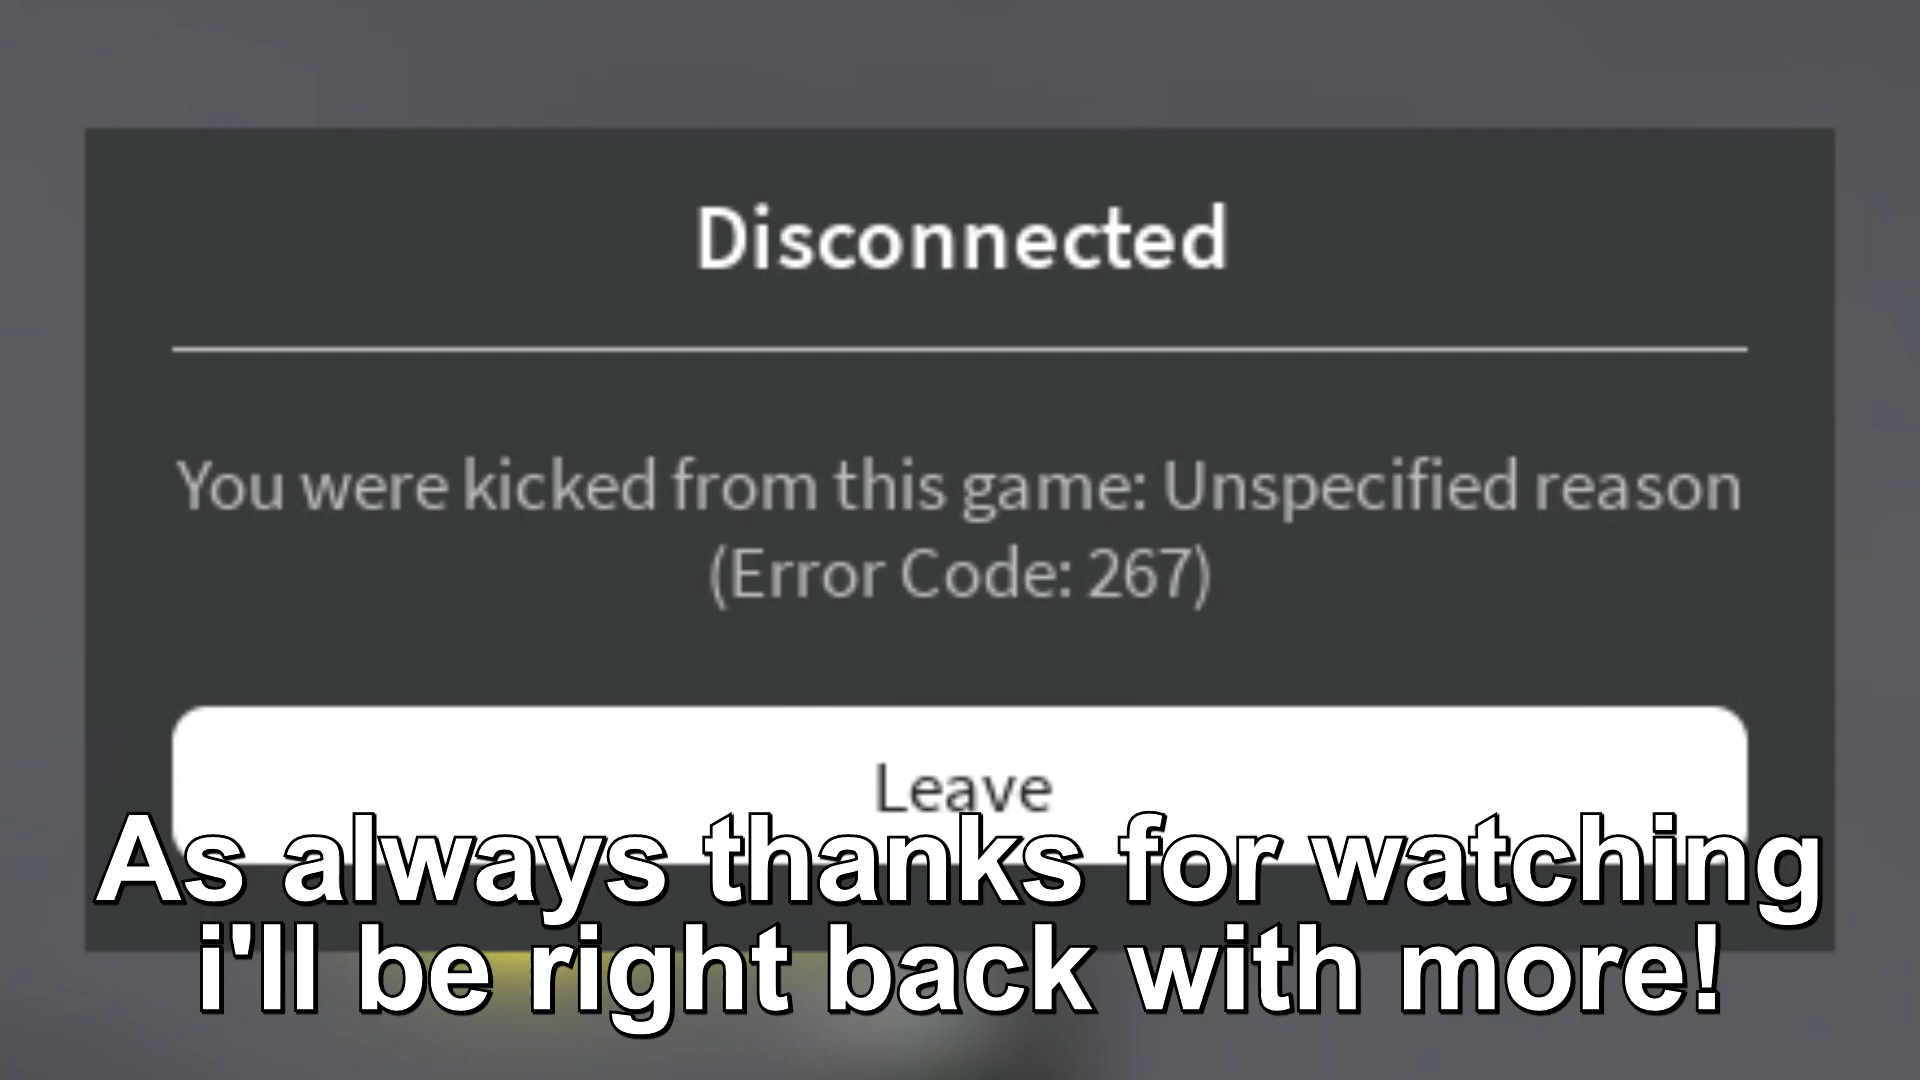 Disconnected
You were kicked from this game: Unspecified reason
(Error Code: 267)
Leave
As always thanks for watching
i'll be right back with more!